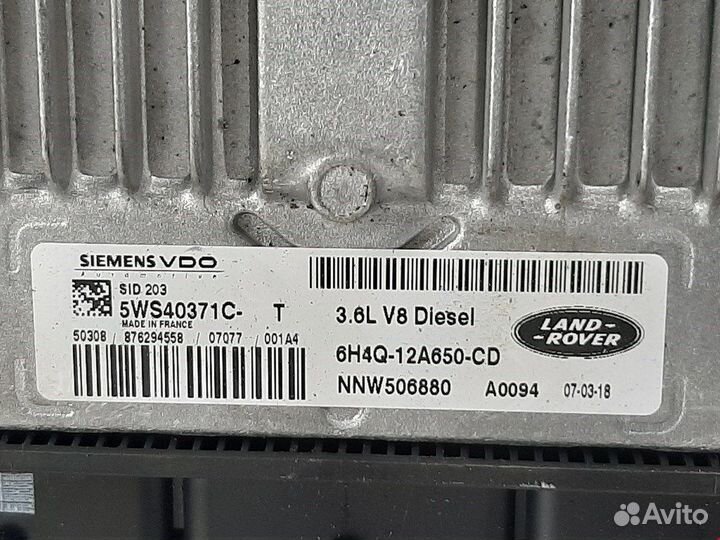 SIEMENS VDO
Automotive
SID 203
5WS40371C- T
MADE IN FRANCE
50308 / 876294558 / 07077 / 001A4
3.6L V8 Diesel
LAND-
-ROVER
6H4Q-12A650-CD
NNW506880 A0094 07-03-18
Avito